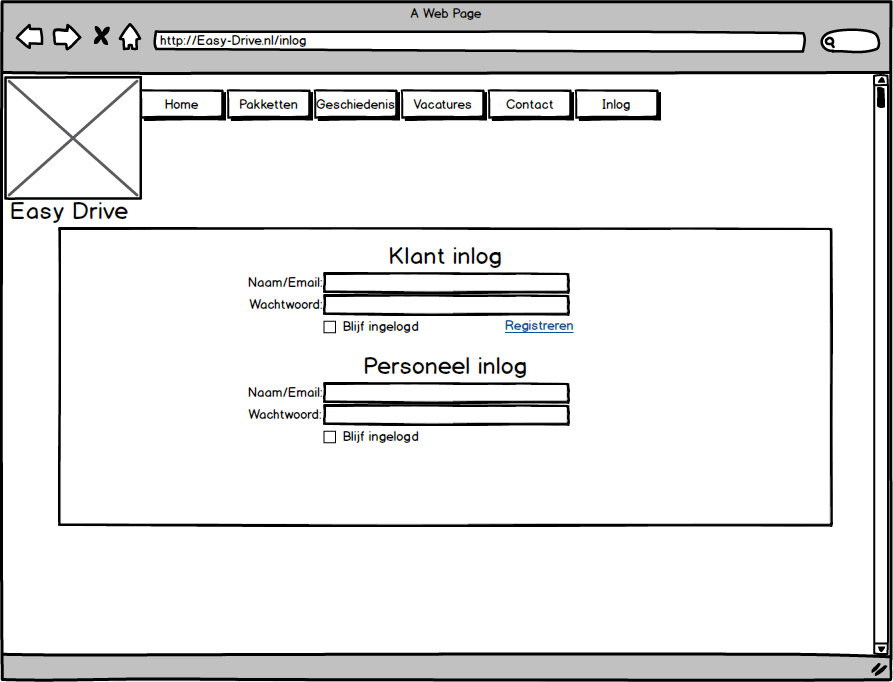 A Web Page
http://Easy-Drive.nl/inlog
Home Pakketten Geschiedenis Vacatures Contact Inlog
Easy Drive
Klant inlog
Naam/Email:
Wachtwoord:
Blijf ingelogd Registreren
Personeel inlog
Naam/Email:
Wachtwoord:
Blijf ingelogd